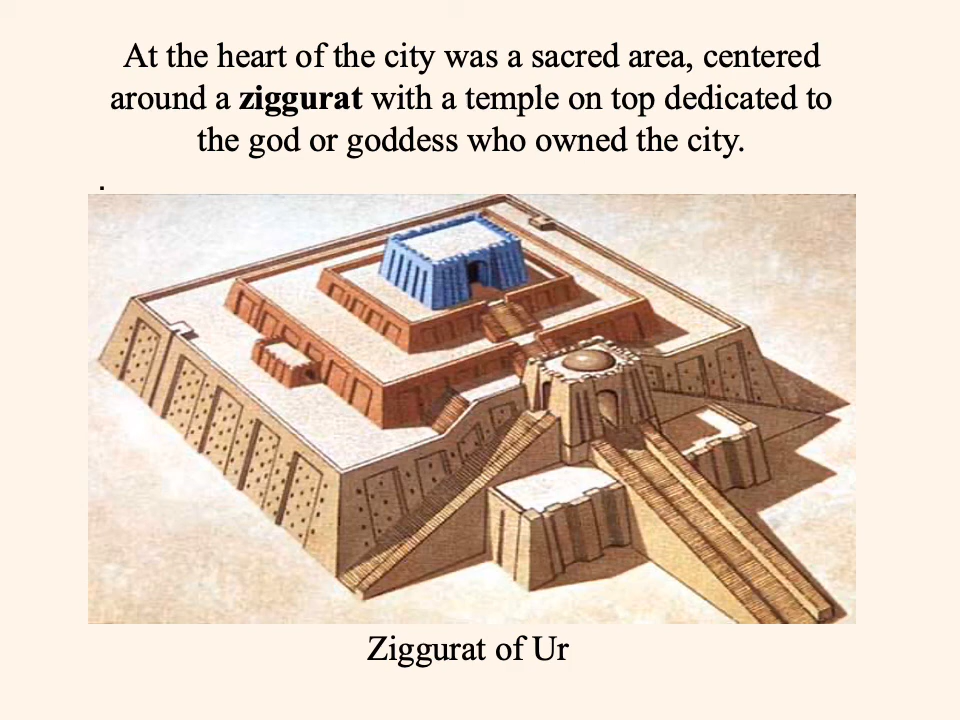 At the heart of the city was a sacred area, centered
around a ziggurat with a temple on top dedicated to
the god or goddess who owned the city.
.
Ziggurat of Ur